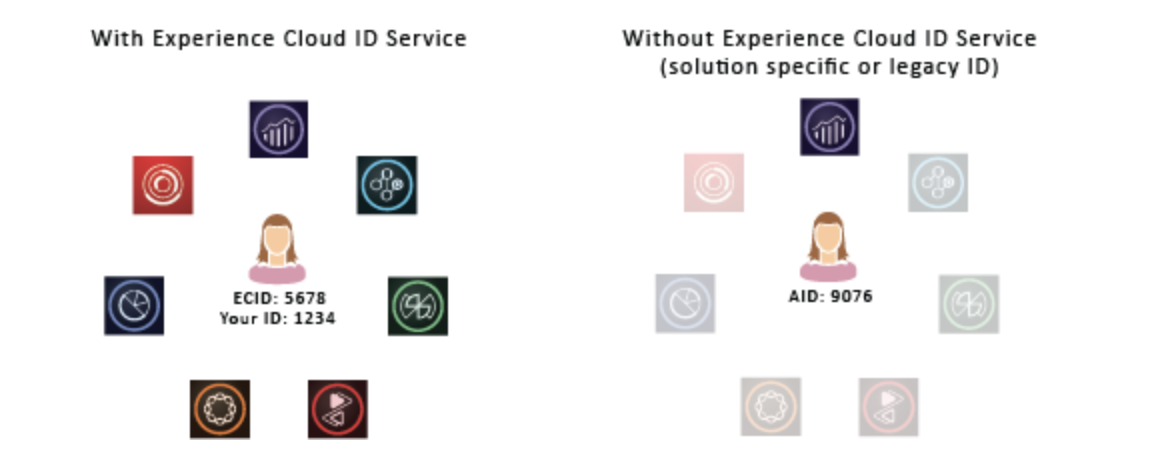 With Experience Cloud ID Service
Without Experience Cloud ID Service
(solution specific or legacy ID)
ECID: 5678
Your ID: 1234
AID: 9076